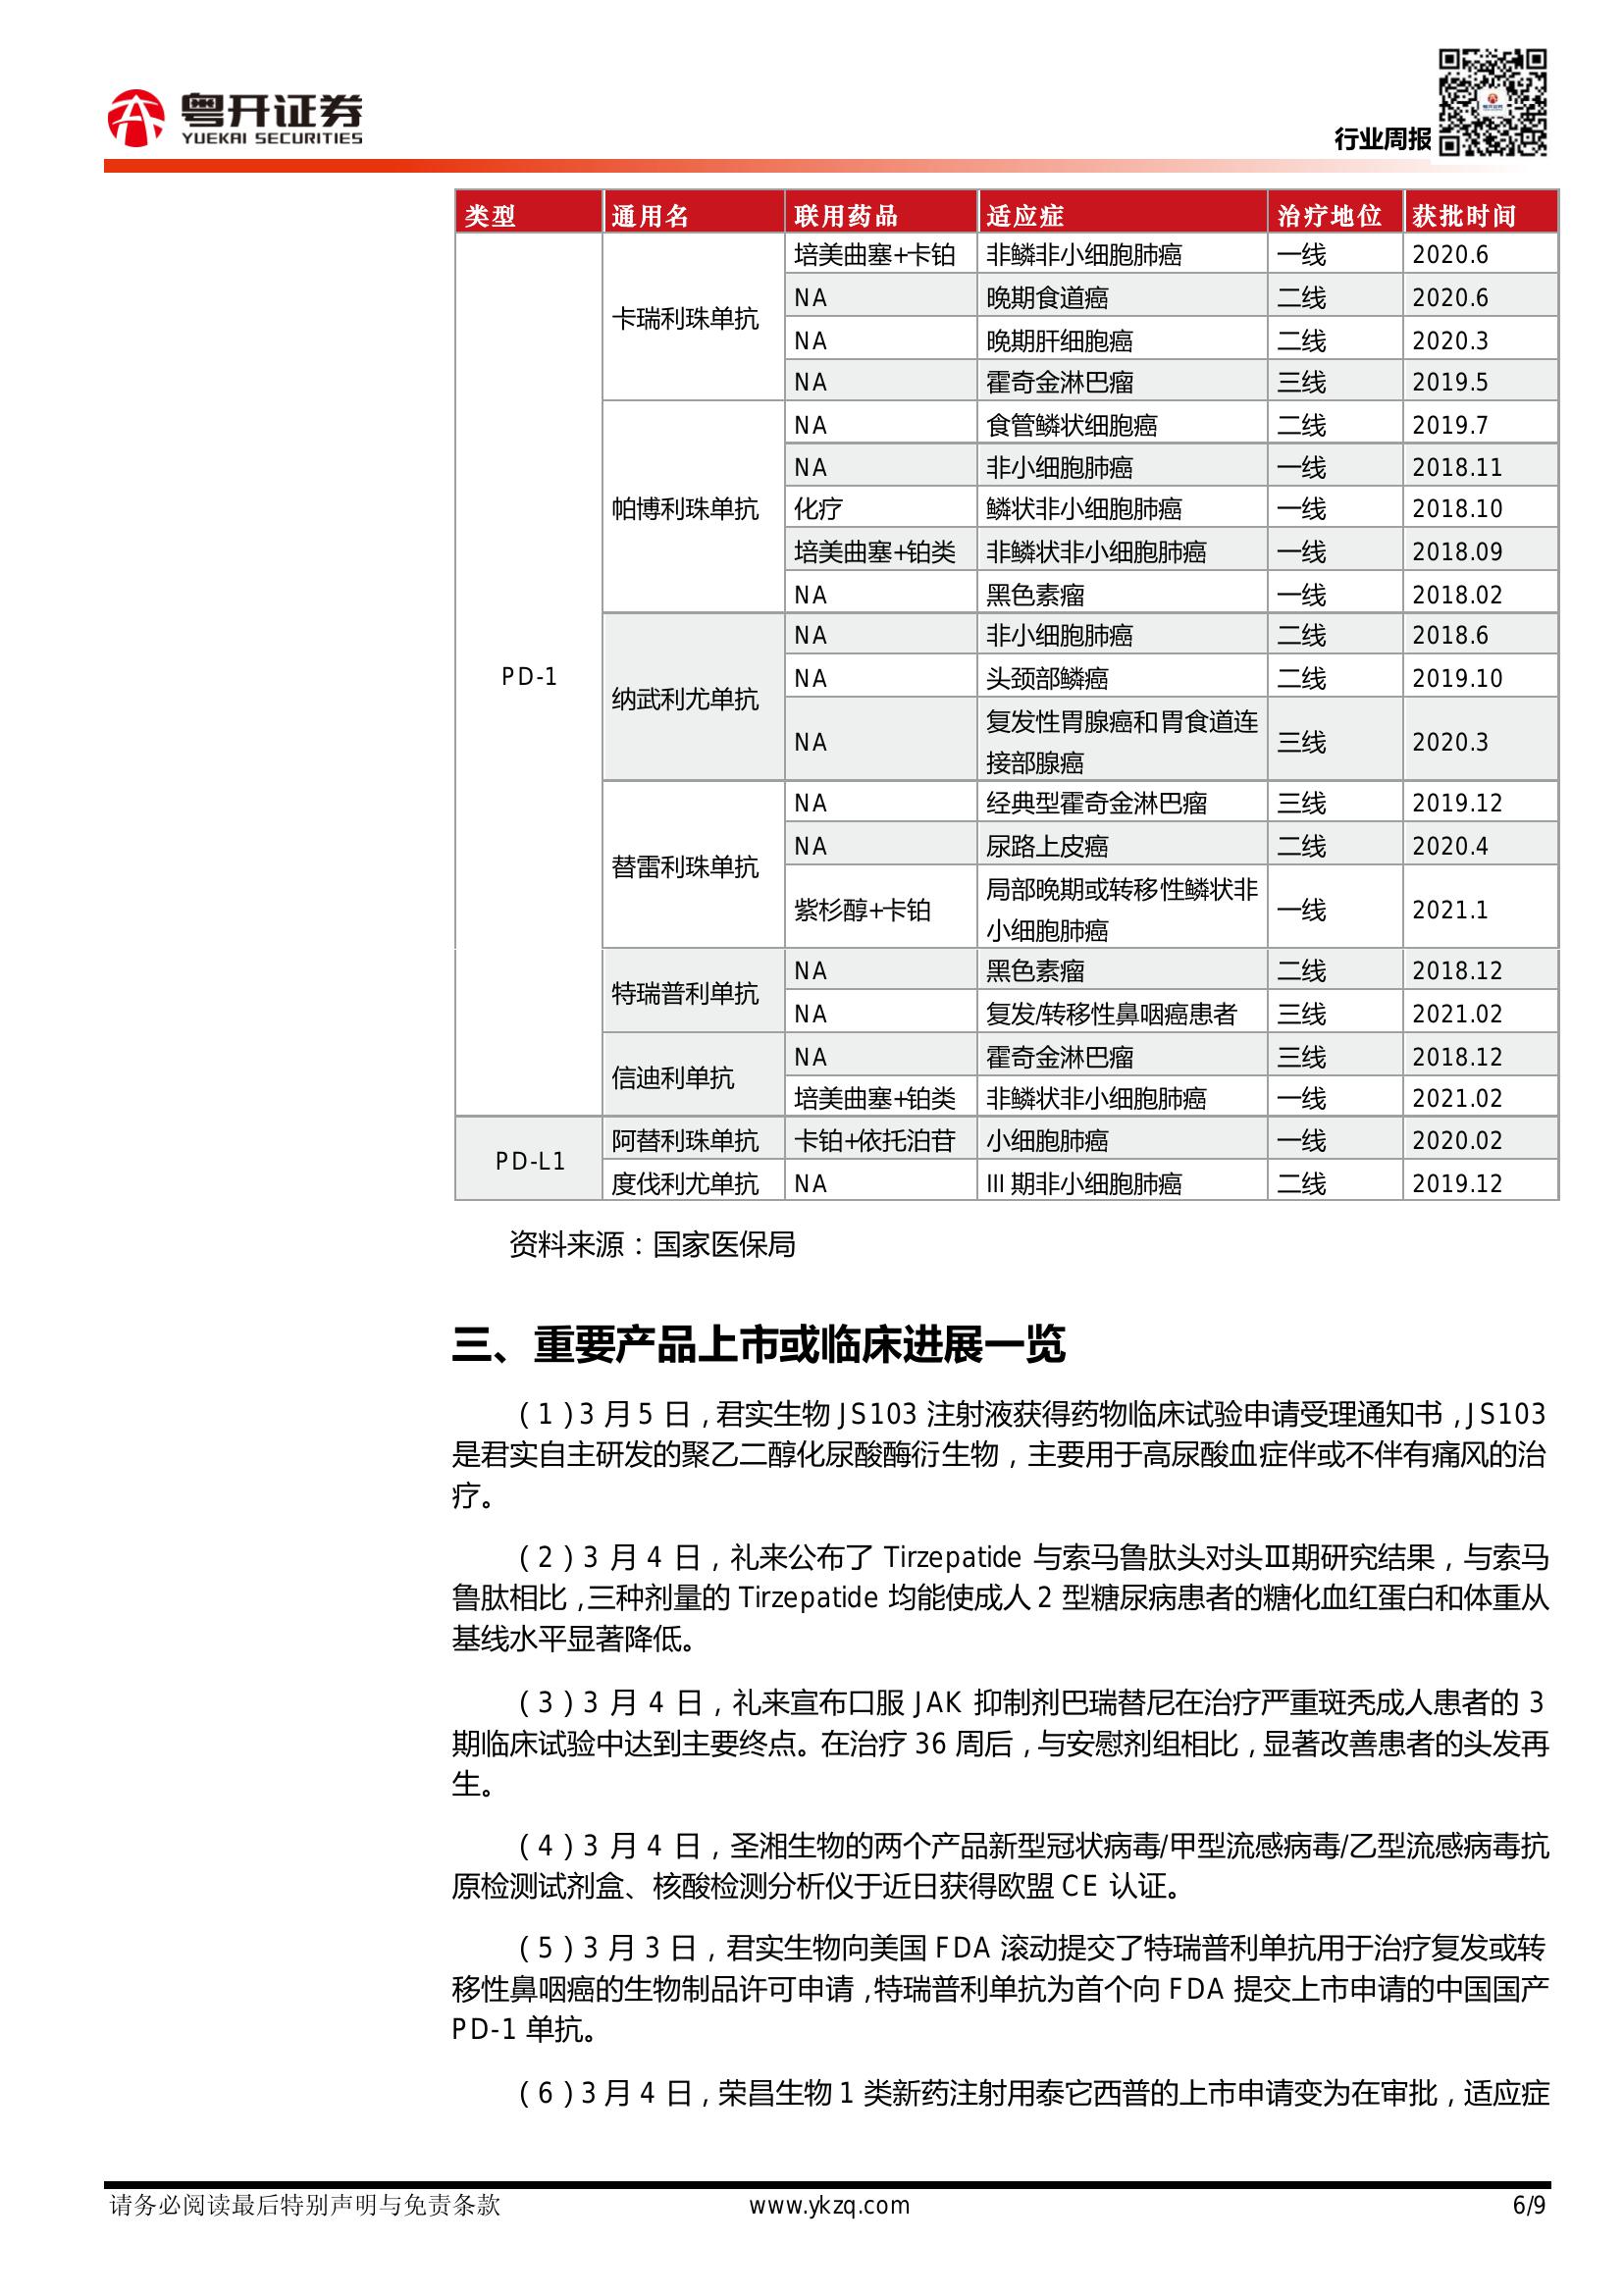 粤开证券
YUEKAI SECURITIES
行业周报
类型 通用名 联用药品 适应症 治疗地位 获批时间
PD-1 卡瑞利珠单抗 培美曲塞+卡铂 非鳞非小细胞肺癌 一线 2020.6
NA 晚期食道癌 二线 2020.6
NA 晚期肝细胞癌 二线 2020.3
NA 霍奇金淋巴瘤 三线 2019.5
帕博利珠单抗 NA 食管鳞状细胞癌 二线 2019.7
NA 非小细胞肺癌 一线 2018.11
化疗 鳞状非小细胞肺癌 一线 2018.10
培美曲塞+铂类 非鳞状非小细胞肺癌 一线 2018.09
NA 黑色素瘤 一线 2018.02
纳武利尤单抗 NA 非小细胞肺癌 二线 2018.6
NA 头颈部鳞癌 二线 2019.10
NA 复发性胃腺癌和胃食道连
接部腺癌 三线 2020.3
替雷利珠单抗 NA 经典型霍奇金淋巴瘤 三线 2019.12
NA 尿路上皮癌 二线 2020.4
紫杉醇+卡铂 局部晚期或转移性鳞状非
小细胞肺癌 一线 2021.1
特瑞普利单抗 NA 黑色素瘤 二线 2018.12
NA 复发/转移性鼻咽癌患者 三线 2021.02
信迪利单抗 NA 霍奇金淋巴瘤 三线 2018.12
培美曲塞+铂类 非鳞状非小细胞肺癌 一线 2021.02
PD-L1 阿替利珠单抗 卡铂+依托泊苷 小细胞肺癌 一线 2020.02
度伐利尤单抗 NA III 期非小细胞肺癌 二线 2019.12
资料来源：国家医保局
三、重要产品上市或临床进展一览
（1）3 月 5 日，君实生物 JS103 注射液获得药物临床试验申请受理通知书，JS103
是君实自主研发的聚乙二醇化尿酸酶衍生物，主要用于高尿酸血症伴或不伴有痛风的治
疗。
（2）3 月 4 日，礼来公布了 Tirzepatide 与索马鲁肽头对头Ⅲ期研究结果，与索马
鲁肽相比，三种剂量的 Tirzepatide 均能使成人 2 型糖尿病患者的糖化血红蛋白和体重从
基线水平显著降低。
（3）3 月 4 日，礼来宣布口服 JAK 抑制剂巴瑞替尼在治疗严重斑秃成人患者的 3
期临床试验中达到主要终点。在治疗 36 周后，与安慰剂组相比，显著改善患者的头发再
生。
（4）3 月 4 日，圣湘生物的两个产品新型冠状病毒/甲型流感病毒/乙型流感病毒抗
原检测试剂盒、核酸检测分析仪于近日获得欧盟 CE 认证。
（5）3 月 3 日，君实生物向美国 FDA 滚动提交了特瑞普利单抗用于治疗复发或转
移性鼻咽癌的生物制品许可申请，特瑞普利单抗为首个向 FDA 提交上市申请的中国国产
PD-1 单抗。
（6）3 月 4 日，荣昌生物 1 类新药注射用泰它西普的上市申请变为在审批，适应症
请务必阅读最后特别声明与免责条款 www.ykzq.com 6/9